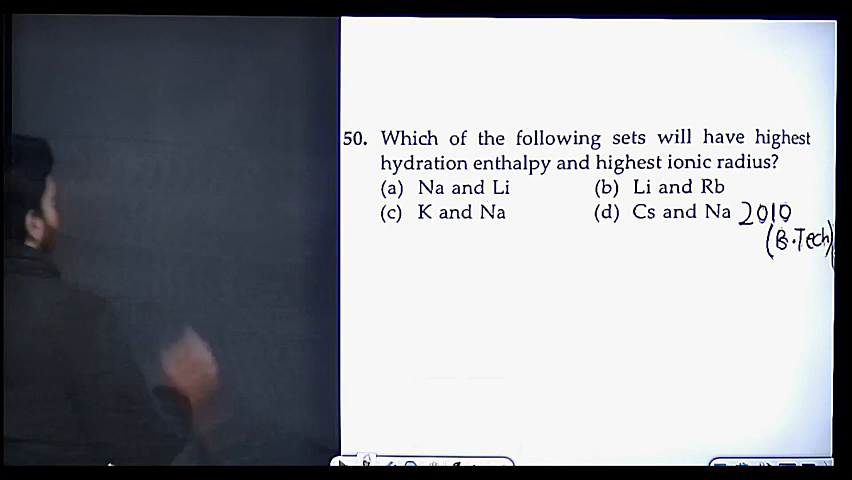 50. Which of the following sets will have highest
hydration enthalpy and highest ionic radius?
(a) Na and Li (b) Li and Rb
(c) K and Na (d) Cs and Na 2010
(B.Tech)